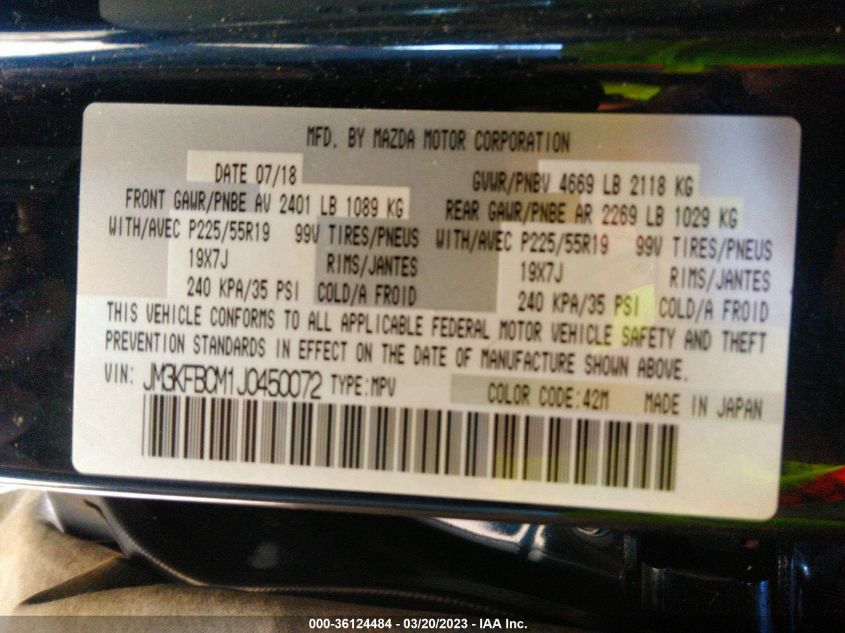 MFD. BY MAZDA MOTOR CORPORATION
DATE 07/18 GVWR/PNBV 4669 LB 2118 KG
FRONT GAWR/PNBE AV 2401 LB 1089 KG REAR GAWR/PNBE AR 2269 LB 1029 KG
WITH/AVEC P225/55R19 99V TIRES/PNEUS WITH/AVEC P225/55R19 99V TIRES/PNEUS
19X7J RIMS/JANTES 19X7J RIMS/JANTES
240 KPA/35 PSI COLD/A FROID 240 KPA/35 PSI COLD/A FROID
THIS VEHICLE CONFORMS TO ALL APPLICABLE FEDERAL MOTOR VEHICLE SAFETY AND THEFT
PREVENTION STANDARDS IN EFFECT ON THE DATE OF MANUFACTURE SHOWN ABOVE.
VIN: JM3KFBCM1J0450072 TYPE:MPV COLOR CODE:42M MADE IN JAPAN
000-36124484 - 03/20/2023 - IAA Inc.